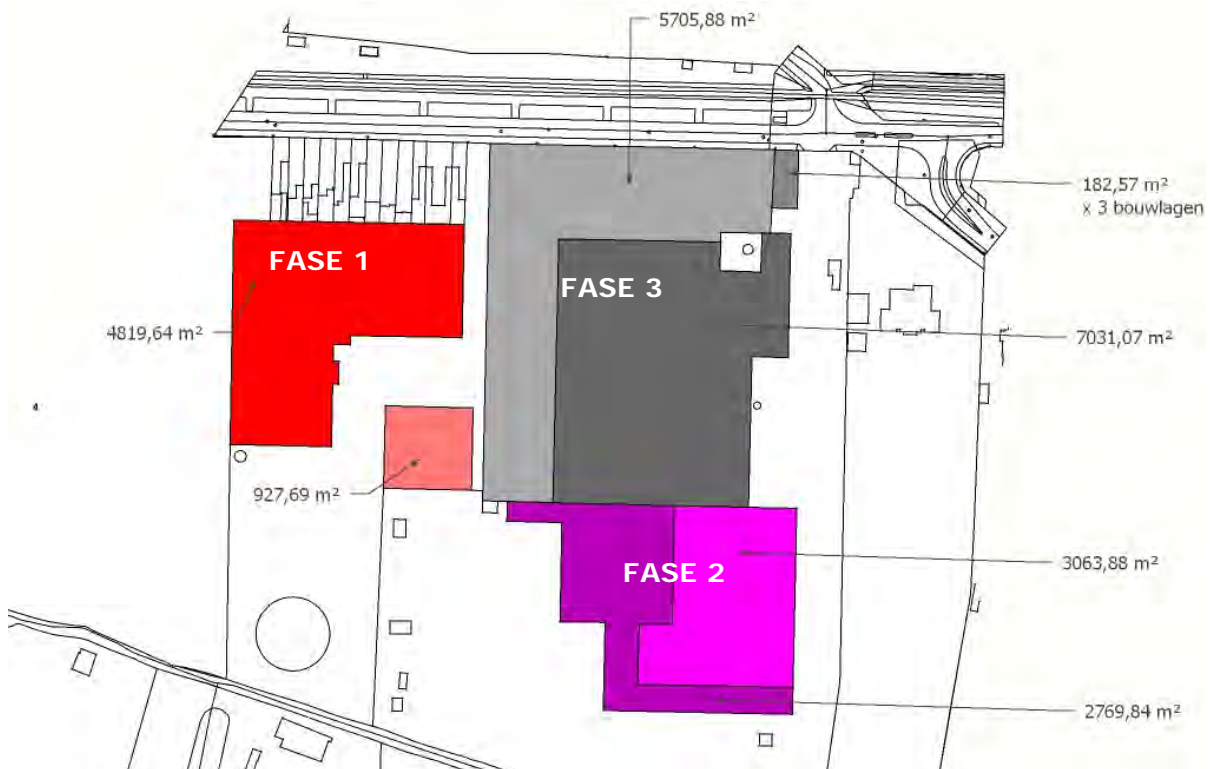 5705,88 m²
182,57 m²
x 3 bouwlagen
FASE 1
FASE 3
4819,64 m²
7031,07 m²
927,69 m²
3063,88 m²
FASE 2
2769,84 m²